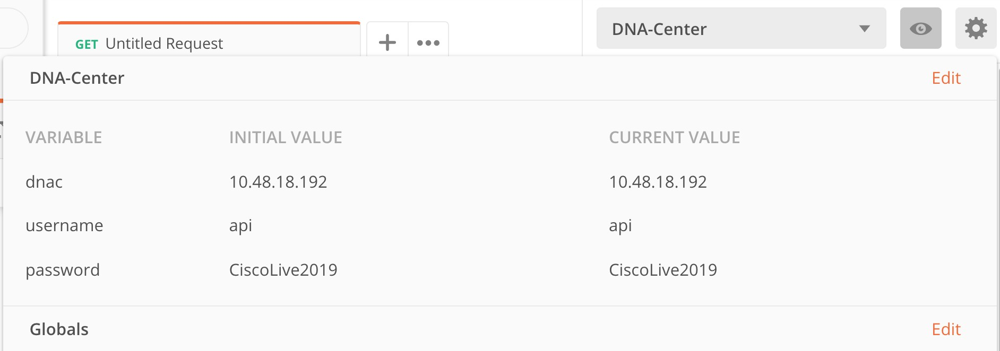 GET Untitled Request
DNA-Center
DNA-Center Edit
VARIABLE INITIAL VALUE CURRENT VALUE
dnac 10.48.18.192 10.48.18.192
username api api
password CiscoLive2019 CiscoLive2019
Globals Edit